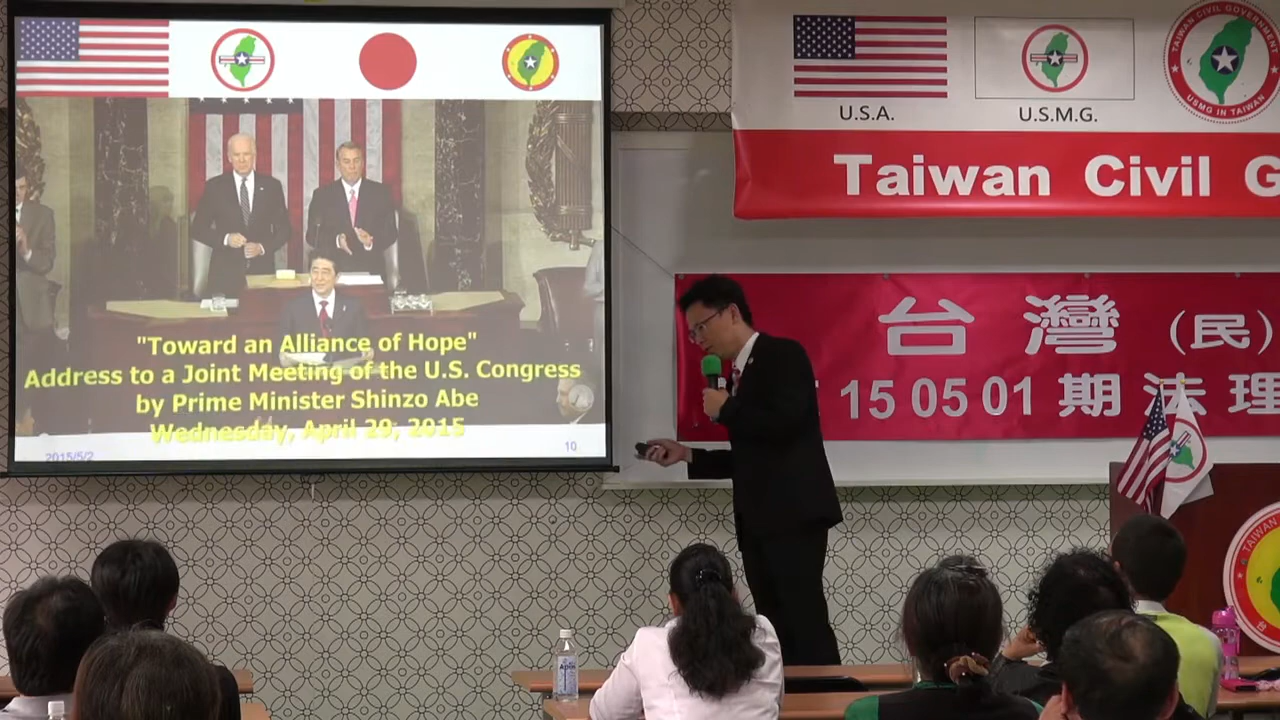 "Toward an Alliance of Hope"
Address to a Joint Meeting of the U.S. Congress
by Prime Minister Shinzo Abe
Wednesday, April 29, 2015
2015/5/2
10
U.S.A.
U.S.M.G.
TAIWAN CIVIL GOVERNMENT
USMG IN TAIWAN
Taiwan Civil G
台灣(民)
15 05 01 期法理